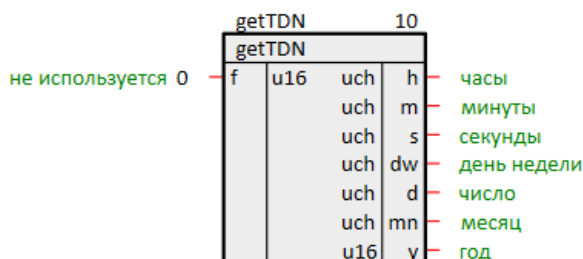 getTDN 10
getTDN
не используется 0 f u16 uch h часы
uch m минуты
uch s секунды
uch dw день недели
uch d число
uch mn месяц
u16 y год